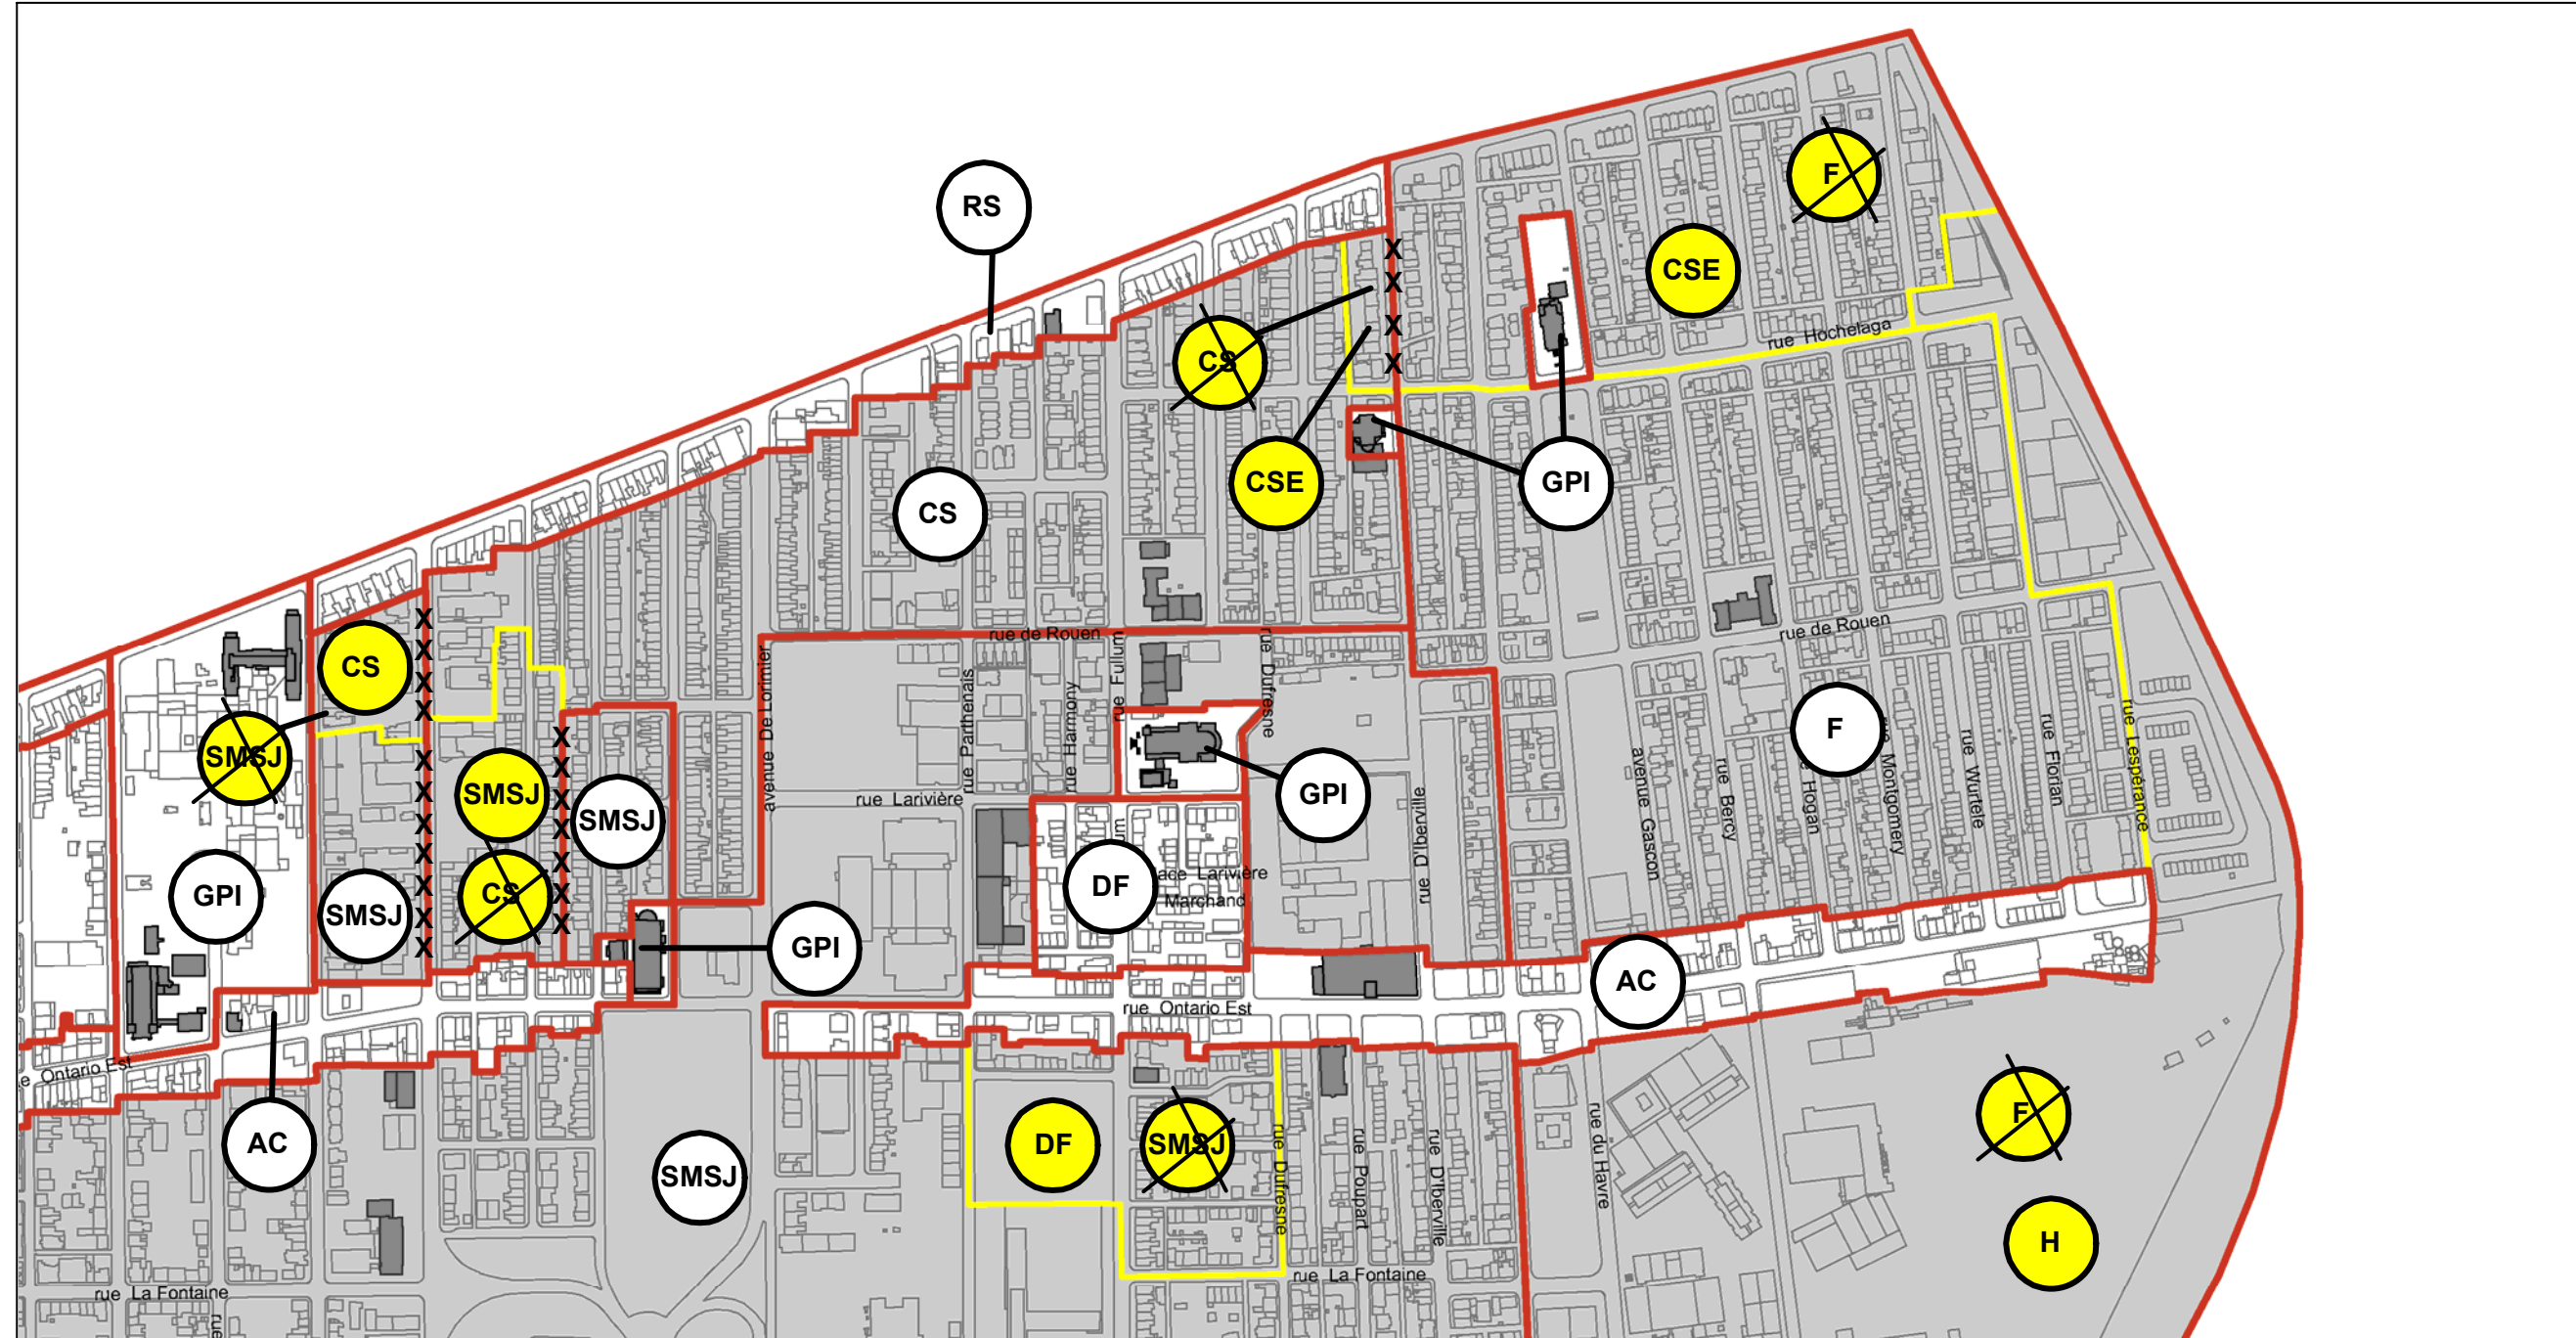 F
RS
CSE
rue Hochelaga
X
X
X
X
CS
CSE
GPI
CS
X
X
X
X
CS
rue de Rouen
rue de Rouen
avenue De Lorimier
rue Parthenais
rue Harmony
rue Fullum
rue Dufresne
SMSJ
F
rue Lespérance
rue Florian
rue Wurtele
Montgomery
Hogan
rue Bercy
avenue Gascon
rue D'Iberville
SMSJ
SMSJ
GPI
rue Larivière
X
X
X
X
X
X
X
X
X
X
X
X
X
X
GPI
SMSJ
CS
DF
Larivière
Marchand
GPI
AC
rue Ontario Est
Ontario Est
AC
SMSJ
DF
SMSJ
rue Dufresne
rue Poupart
rue D'Iberville
rue du Havre
F
H
rue La Fontaine
rue La Fontaine
rue